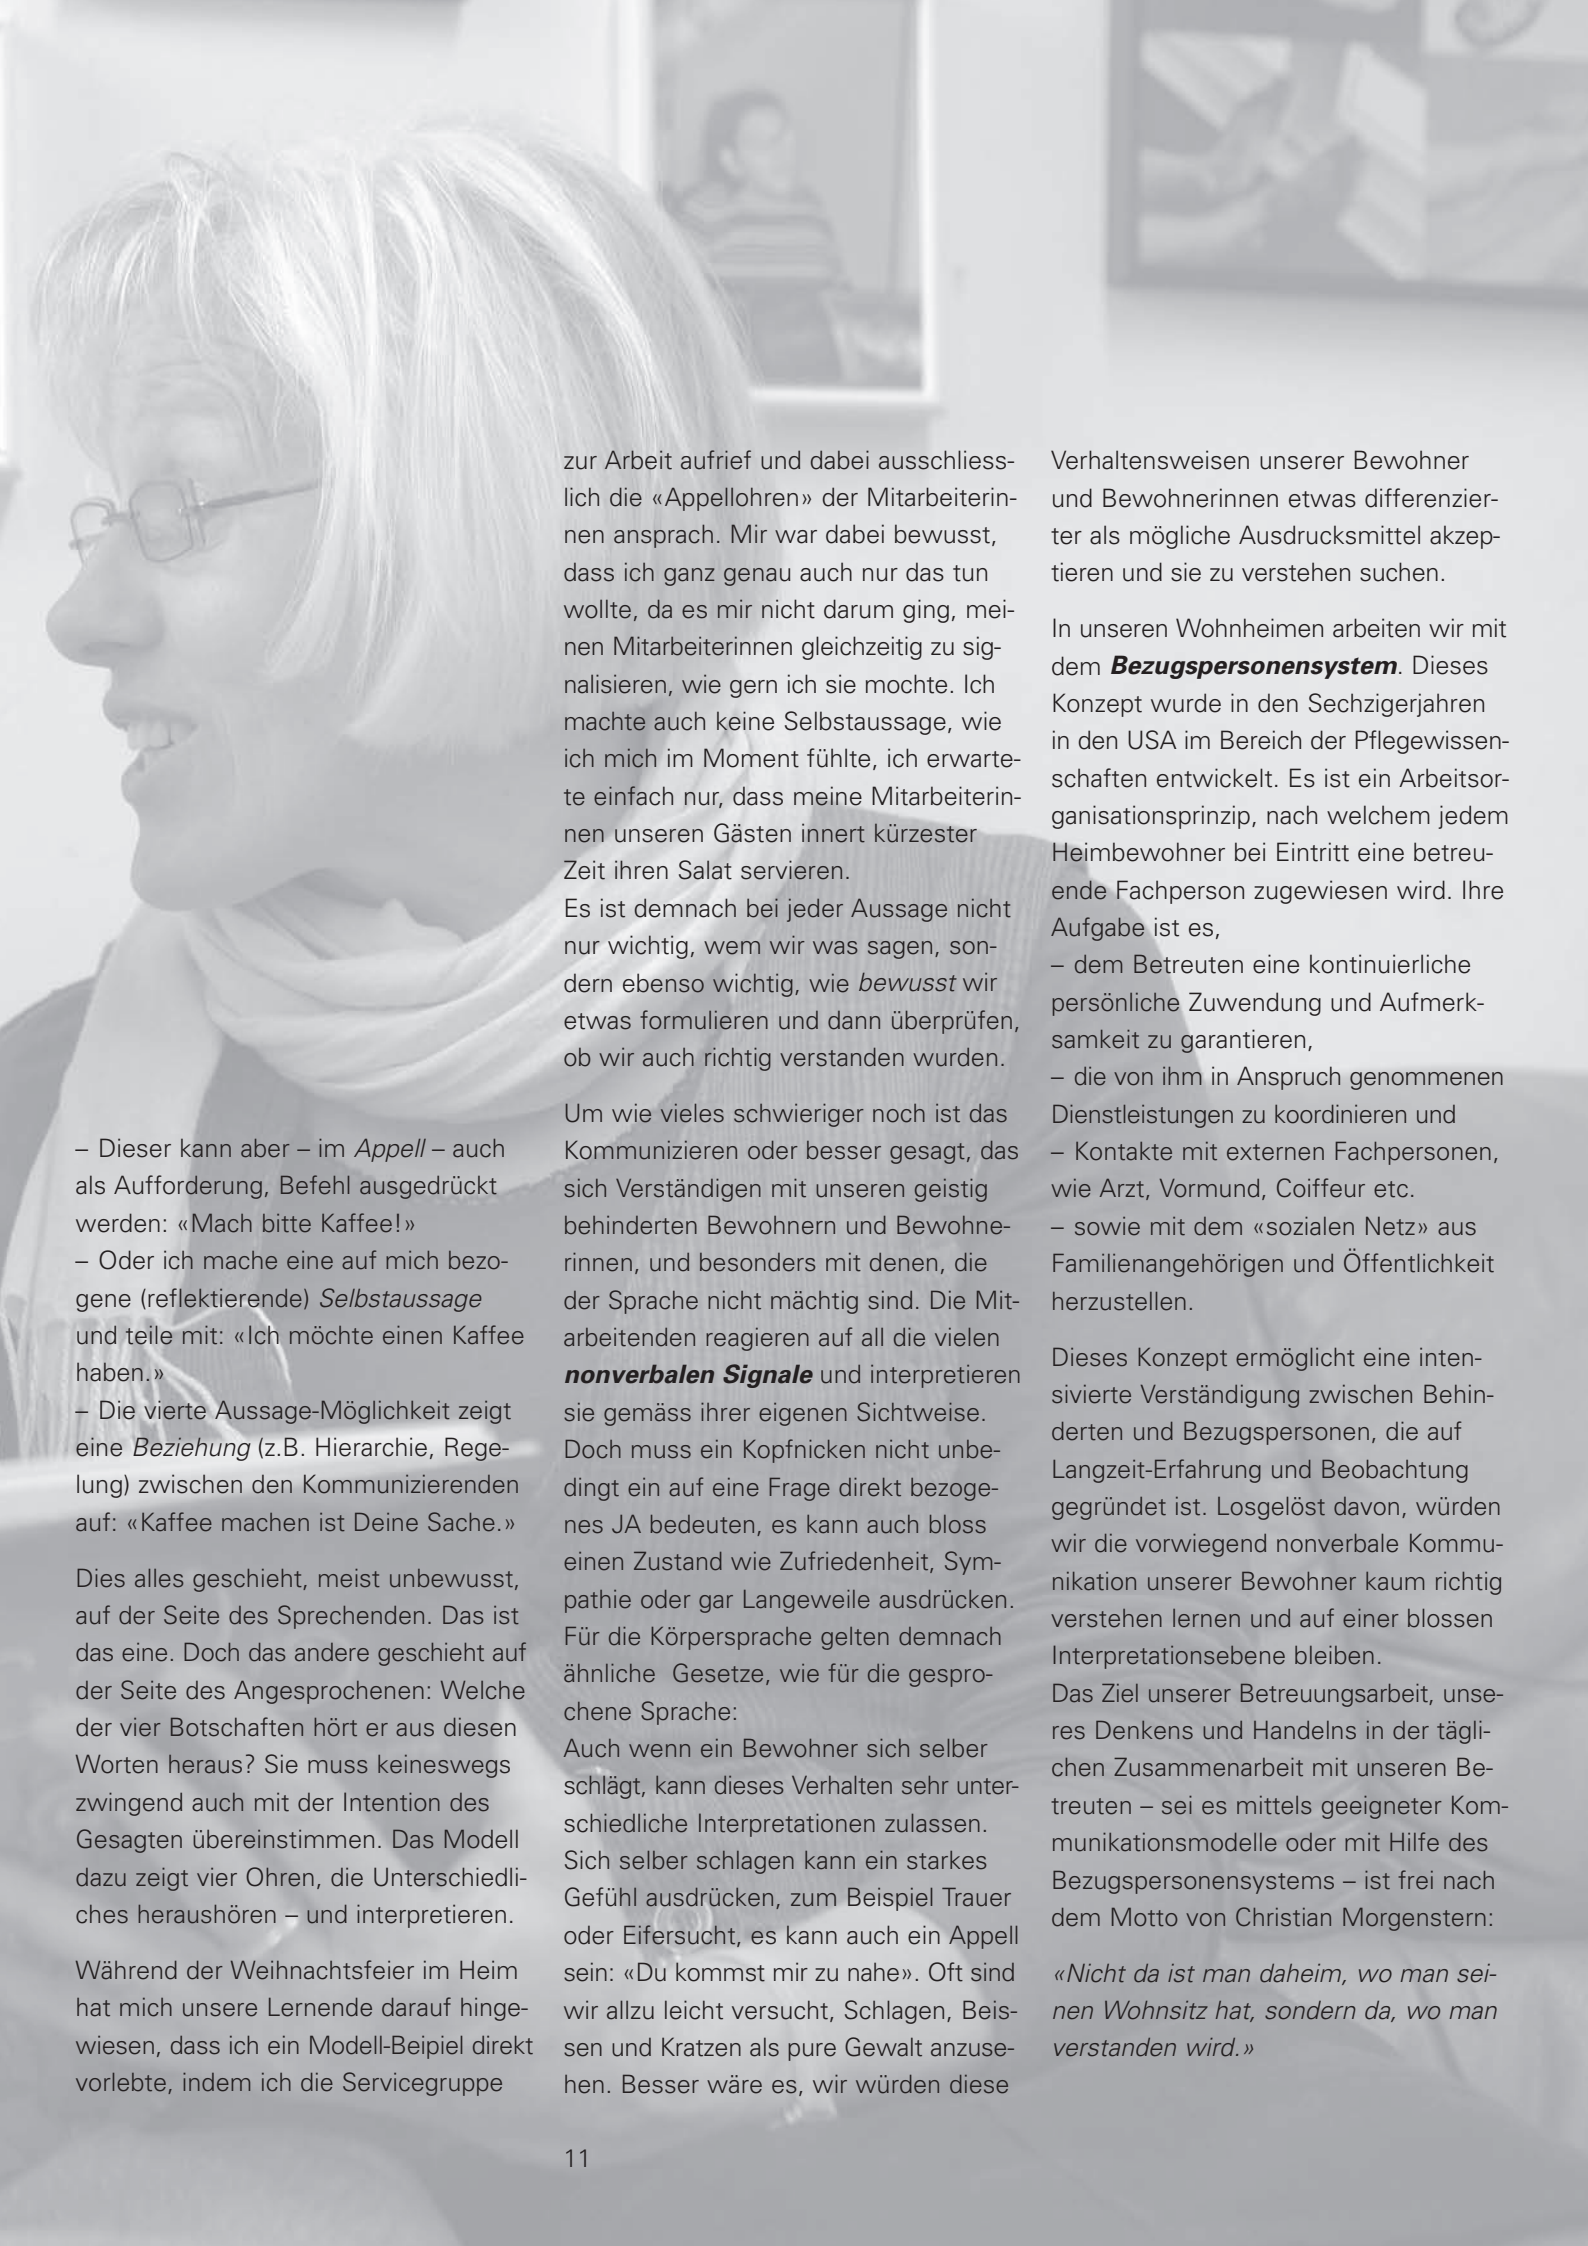 – Dieser kann aber – im Appell – auch
als Aufforderung, Befehl ausgedrückt
werden: «Mach bitte Kaffee!»
– Oder ich mache eine auf mich bezo-
gene (reflektierende) Selbstaussage
und teile mit: «Ich möchte einen Kaffee
haben.»
– Die vierte Aussage-Möglichkeit zeigt
eine Beziehung (z.B. Hierarchie, Rege-
lung) zwischen den Kommunizierenden
auf: «Kaffee machen ist Deine Sache.»
Dies alles geschieht, meist unbewusst,
auf der Seite des Sprechenden. Das ist
das eine. Doch das andere geschieht auf
der Seite des Angesprochenen: Welche
der vier Botschaften hört er aus diesen
Worten heraus? Sie muss keineswegs
zwingend auch mit der Intention des
Gesagten übereinstimmen. Das Modell
dazu zeigt vier Ohren, die Unterschiedli-
ches heraushören – und interpretieren.
Während der Weihnachtsfeier im Heim
hat mich unsere Lernende darauf hinge-
wiesen, dass ich ein Modell-Beipiel direkt
vorlebte, indem ich die Servicegruppe
zur Arbeit aufrief und dabei ausschliess-
lich die «Appellohren» der Mitarbeiterin-
nen ansprach. Mir war dabei bewusst,
dass ich ganz genau auch nur das tun
wollte, da es mir nicht darum ging, mei-
nen Mitarbeiterinnen gleichzeitig zu sig-
nalisieren, wie gern ich sie mochte. Ich
machte auch keine Selbstaussage, wie
ich mich im Moment fühlte, ich erwarte-
te einfach nur, dass meine Mitarbeiterin-
nen unseren Gästen innert kürzester
Zeit ihren Salat servieren.
Es ist demnach bei jeder Aussage nicht
nur wichtig, wem wir was sagen, son-
dern ebenso wichtig, wie bewusst wir
etwas formulieren und dann überprüfen,
ob wir auch richtig verstanden wurden.
Um wie vieles schwieriger noch ist das
Kommunizieren oder besser gesagt, das
sich Verständigen mit unseren geistig
behinderten Bewohnern und Bewohne-
rinnen, und besonders mit denen, die
der Sprache nicht mächtig sind. Die Mit-
arbeitenden reagieren auf all die vielen
nonverbalen Signale und interpretieren
sie gemäss ihrer eigenen Sichtweise.
Doch muss ein Kopfnicken nicht unbe-
dingt ein auf eine Frage direkt bezoge-
nes JA bedeuten, es kann auch bloss
einen Zustand wie Zufriedenheit, Sym-
pathie oder gar Langeweile ausdrücken.
Für die Körpersprache gelten demnach
ähnliche Gesetze, wie für die gespro-
chene Sprache:
Auch wenn ein Bewohner sich selber
schlägt, kann dieses Verhalten sehr unter-
schiedliche Interpretationen zulassen.
Sich selber schlagen kann ein starkes
Gefühl ausdrücken, zum Beispiel Trauer
oder Eifersucht, es kann auch ein Appell
sein: «Du kommst mir zu nahe». Oft sind
wir allzu leicht versucht, Schlagen, Beis-
sen und Kratzen als pure Gewalt anzuse-
hen. Besser wäre es, wir würden diese
Verhaltensweisen unserer Bewohner
und Bewohnerinnen etwas differenzier-
ter als mögliche Ausdrucksmittel akzep-
tieren und sie zu verstehen suchen.
In unseren Wohnheimen arbeiten wir mit
dem Bezugspersonensystem. Dieses
Konzept wurde in den Sechzigerjahren
in den USA im Bereich der Pflegewissen-
schaften entwickelt. Es ist ein Arbeitsor-
ganisationsprinzip, nach welchem jedem
Heimbewohner bei Eintritt eine betreu-
ende Fachperson zugewiesen wird. Ihre
Aufgabe ist es,
– dem Betreuten eine kontinuierliche
persönliche Zuwendung und Aufmerk-
samkeit zu garantieren,
– die von ihm in Anspruch genommenen
Dienstleistungen zu koordinieren und
– Kontakte mit externen Fachpersonen,
wie Arzt, Vormund, Coiffeur etc.
– sowie mit dem «sozialen Netz» aus
Familienangehörigen und Öffentlichkeit
herzustellen.
Dieses Konzept ermöglicht eine inten-
sivierte Verständigung zwischen Behin-
derten und Bezugspersonen, die auf
Langzeit-Erfahrung und Beobachtung
gegründet ist. Losgelöst davon, würden
wir die vorwiegend nonverbale Kommu-
nikation unserer Bewohner kaum richtig
verstehen lernen und auf einer blossen
Interpretationsebene bleiben.
Das Ziel unserer Betreuungsarbeit, unse-
res Denkens und Handelns in der tägli-
chen Zusammenarbeit mit unseren Be-
treuten – sei es mittels geeigneter Kom-
munikationsmodelle oder mit Hilfe des
Bezugspersonensystems – ist frei nach
dem Motto von Christian Morgenstern:
«Nicht da ist man daheim, wo man sei-
nen Wohnsitz hat, sondern da, wo man
verstanden wird.»
11